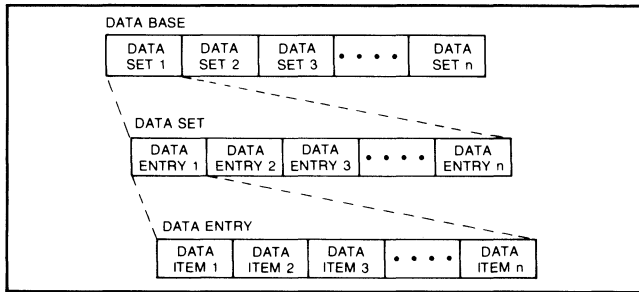 DATA BASE
DATA SET 1 DATA SET 2 DATA SET 3 • • • • DATA SET n
DATA SET
DATA ENTRY 1 DATA ENTRY 2 DATA ENTRY 3 • • • • DATA ENTRY n
DATA ENTRY
DATA ITEM 1 DATA ITEM 2 DATA ITEM 3 • • • • DATA ITEM n